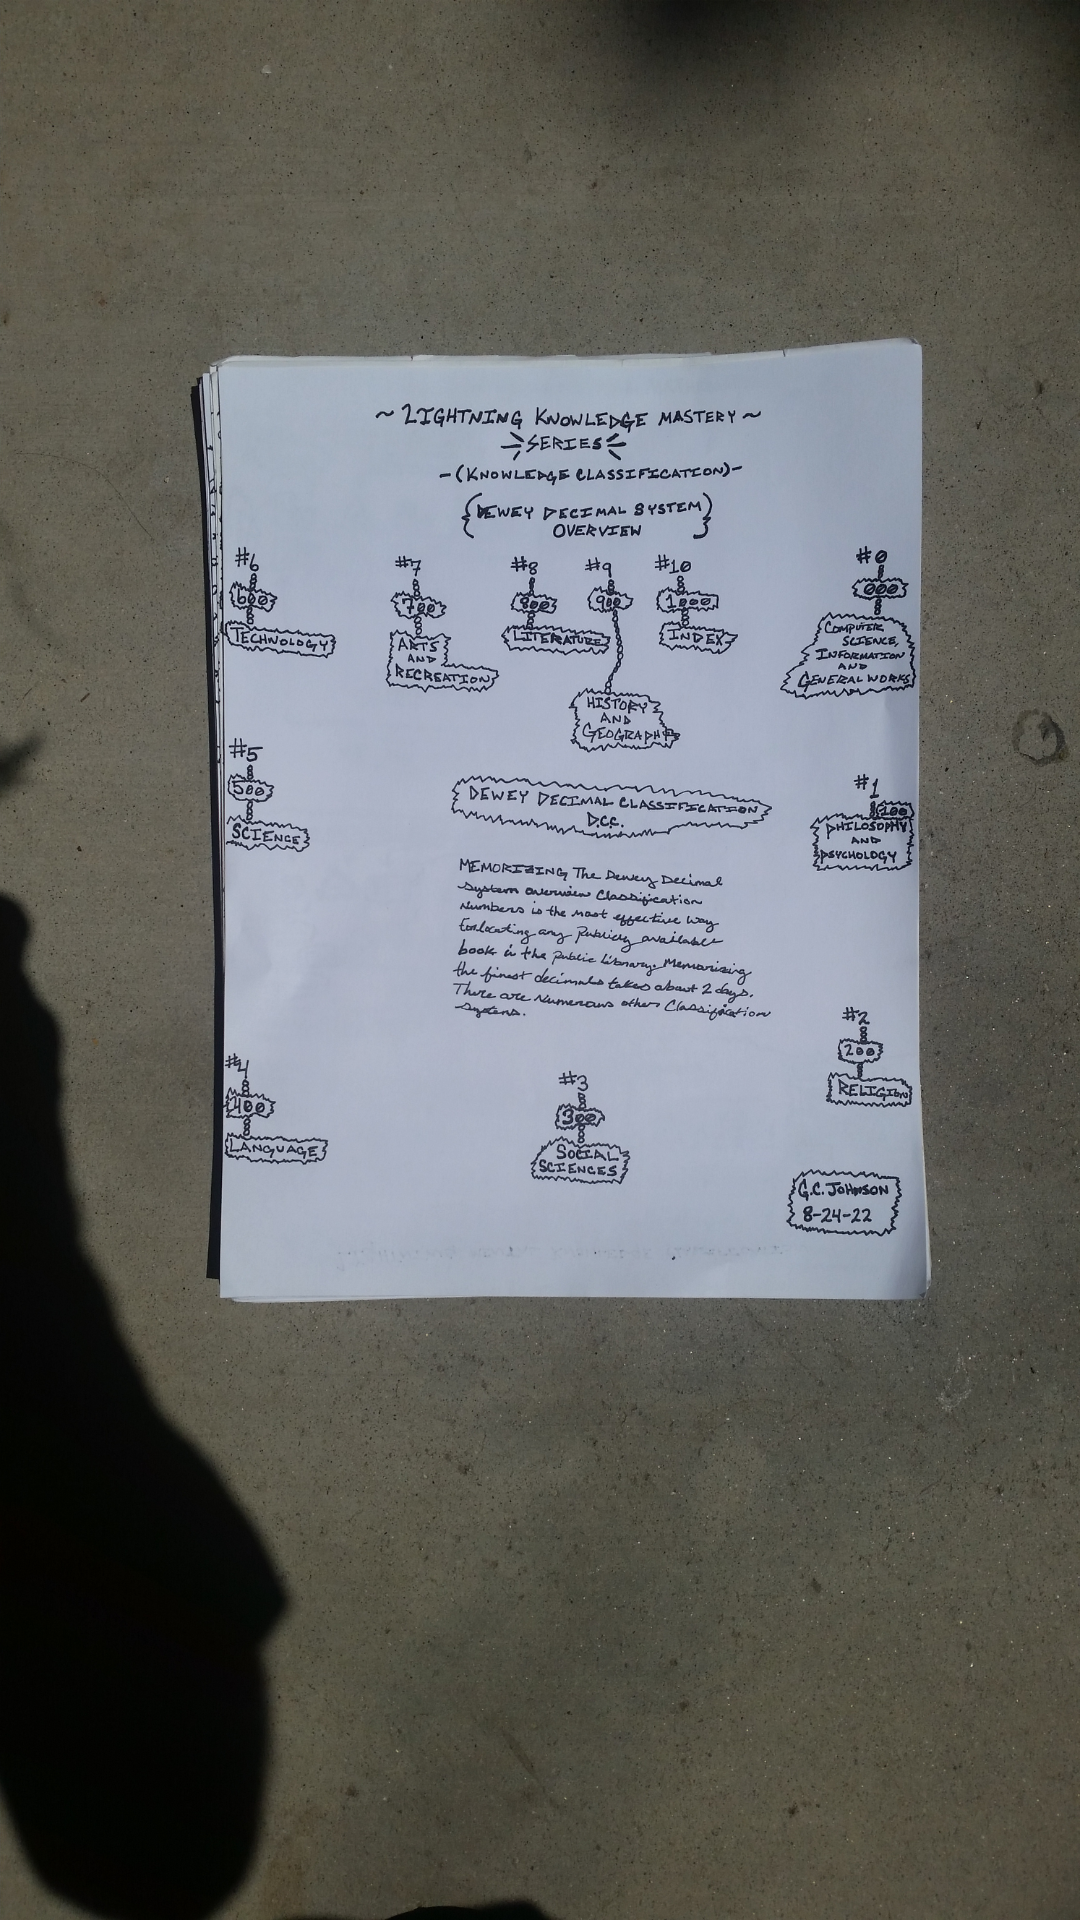 ~ LIGHTNING KNOWLEDGE MASTERY ~
SERIES
-(KNOWLEDGE CLASSIFICATION)-
{DEWEY DECIMAL SYSTEM
OVERVIEW}
#6
600
TECHNOLOGY
#7
700
ARTS
AND
RECREATION
#8
800
LITERATURE
#9
900
HISTORY
AND
GEOGRAPHY
#10
1000
INDEX
#0
000
COMPUTER
SCIENCE,
INFORMATION
AND
GENERAL WORKS
#5
500
SCIENCE
DEWEY DECIMAL CLASSIFICATION
D.C.C.
#1
100
PHILOSOPHY
AND
PSYCHOLOGY
MEMORIZING The Dewey Decimal
System overview Classification
Numbers is the most effective way
for locating any publicly available
book in the public library. Memorizing
the finest decimals takes about 2 days.
There are numerous other Classification
systems.
#2
200
RELIGION
#4
400
LANGUAGE
#3
300
SOCIAL
SCIENCES
G.C. JOHNSON
8-24-22